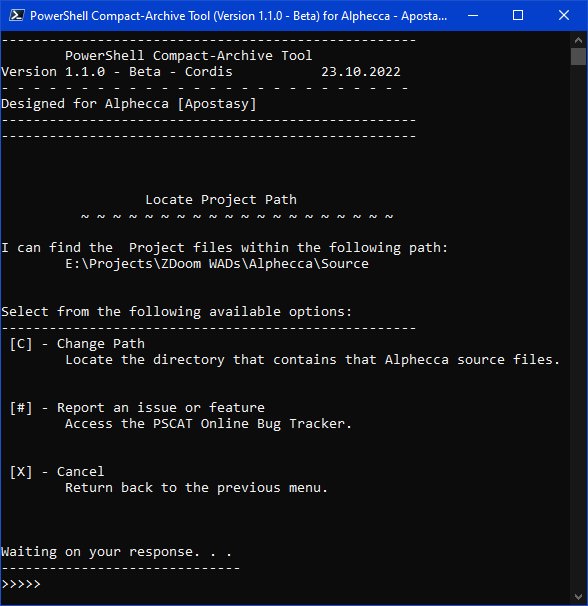 PowerShell Compact-Archive Tool (Version 1.1.0 - Beta) for Alphecca - Aposta...
----------------------------------------------------
PowerShell Compact-Archive Tool
Version 1.1.0 - Beta - Cordis 23.10.2022
- - - - - - - - - - - - - - - - - - - - - - - - - -
Designed for Alphecca [Apostasy]
----------------------------------------------------
----------------------------------------------------
Locate Project Path
~ ~ ~ ~ ~ ~ ~ ~ ~ ~ ~ ~ ~ ~ ~ ~ ~ ~ ~ ~
I can find the  Project files within the following path:
E:\Projects\ZDoom WADs\Alphecca\Source
Select from the following available options:
----------------------------------------------------
[C] - Change Path
Locate the directory that contains that Alphecca source files.
[#] - Report an issue or feature
Access the PSCAT Online Bug Tracker.
[X] - Cancel
Return back to the previous menu.
Waiting on your response. . .
------------------------------
>>>>>